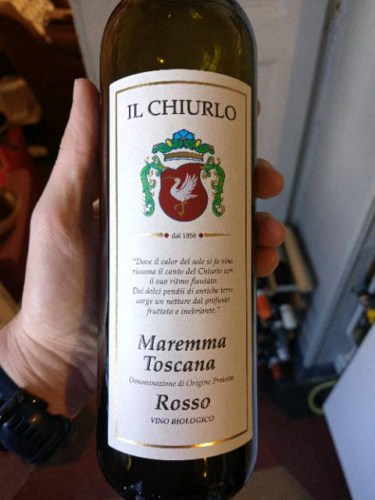 IL CHIURLO
dal 1856
"Dove il calor del sole si fa vino
risuona il canto del Chiurlo con
il suo ritmo flautato.
Dai dolci pendii di antiche terre
sorge un nettare dal profumo
fruttato e inebriante."
Maremma
Toscana
Denominazione di Origine Protetta
Rosso
VINO BIOLOGICO